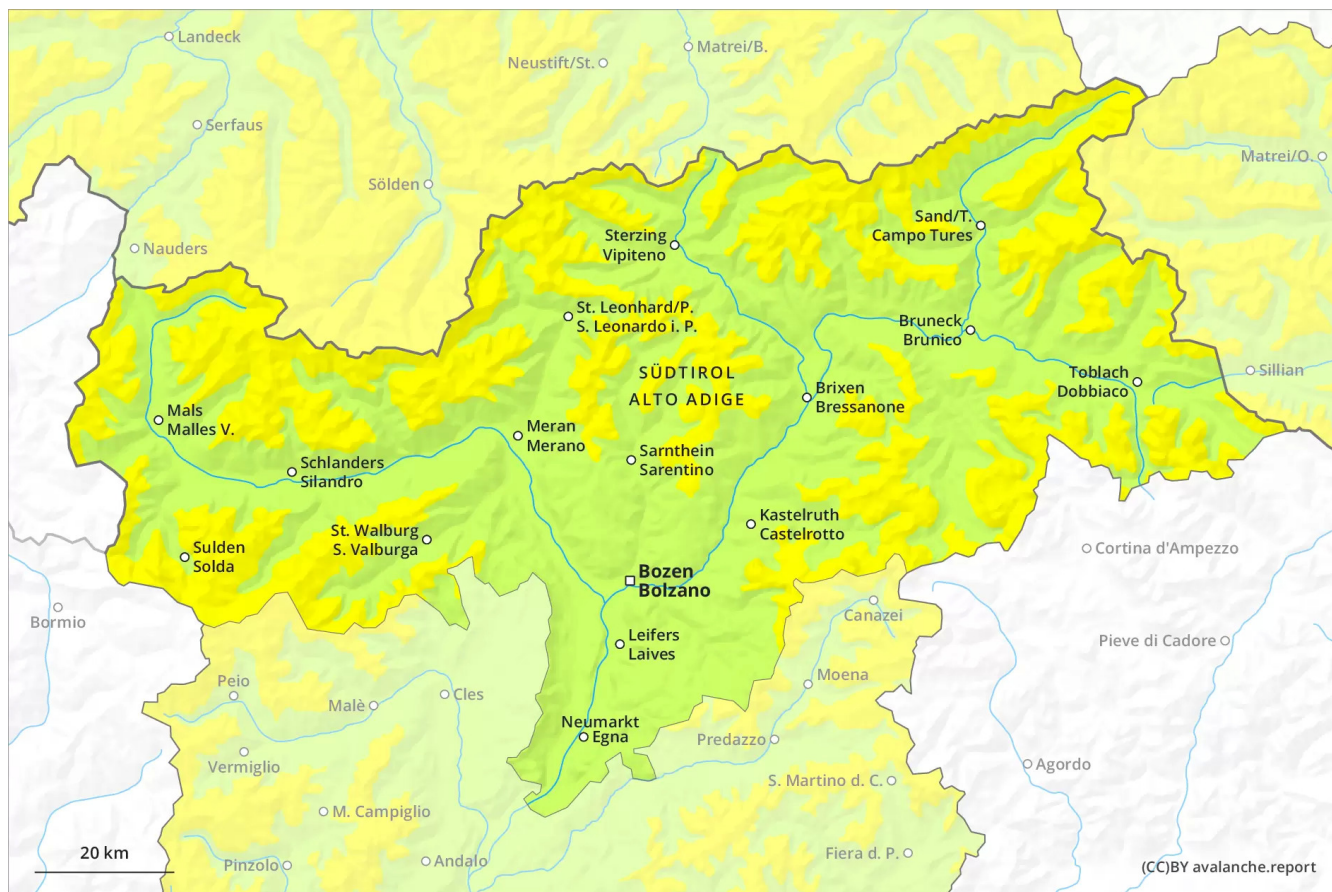 Landeck
Matrei/B.
Neustift/St.
Serfaus
Matrei/O.
Sölden
Sand/T.
Campo Tures
Nauders
Sterzing
Vipiteno
St. Leonhard/P.
S. Leonardo i. P.
Bruneck
Brunico
SÜDTIROL
ALTO ADIGE
Toblach
Dobbiaco
Sillian
Brixen
Bressanone
Mals
Malles V.
Meran
Merano
Schlanders
Silandro
Sarnthein
Sarentino
Kastelruth
Castelrotto
St. Walburg
S. Valburga
Sulden
Solda
Cortina d'Ampezzo
Bozen
Bolzano
Bormio
Canazei
Leifers
Laives
Pieve di Cadore
Peio
Malè
Cles
Moena
Neumarkt
Egna
Predazzo
Vermiglio
Agordo
S. Martino d. C.
M. Campiglio
20 km
Pinzolo
Andalo
Fiera d. P.
(CC)BY avalanche.report